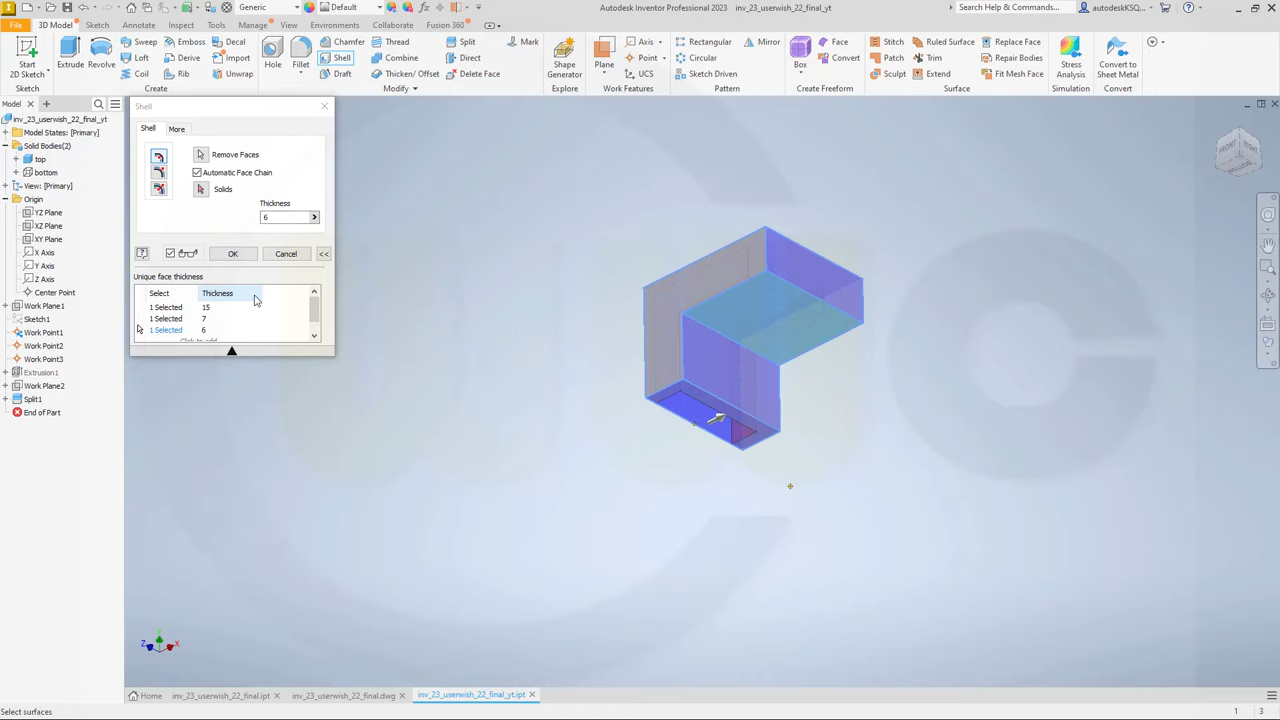 Generic
Default
Autodesk Inventor Professional 2023 inv_23_userwish_22_final_yt
Search Help & Commands...
autodeskKSQ...
File
3D Model
Sketch
Annotate
Inspect
Tools
Manage
View
Environments
Collaborate
Fusion 360
Start
2D Sketch
Extrude
Revolve
Sweep
Loft
Coil
Emboss
Derive
Rib
Decal
Import
Unwrap
Create
Hole
Fillet
Chamfer
Shell
Draft
Thread
Combine
Thicken/ Offset
Split
Direct
Delete Face
Mark
Modify
Shape
Generator
Explore
Plane
Axis
Point
UCS
Work Features
Rectangular
Circular
Sketch Driven
Mirror
Pattern
Box
Face
Convert
Create Freeform
Stitch
Patch
Sculpt
Ruled Surface
Trim
Extend
Replace Face
Repair Bodies
Fit Mesh Face
Surface
Stress
Analysis
Simulation
Convert to
Sheet Metal
Convert
Model
inv_23_userwish_22_final_yt
Model States: [Primary]
Solid Bodies(2)
top
bottom
View: [Primary]
Origin
YZ Plane
XZ Plane
XY Plane
X Axis
Y Axis
Z Axis
Center Point
Work Plane1
Sketch1
Work Point1
Work Point2
Work Point3
Extrusion1
Work Plane2
Split1
End of Part
Shell
Shell
More
Remove Faces
Automatic Face Chain
Solids
Thickness
6
OK
Cancel
<<
Unique face thickness
Select Thickness
1 Selected 15
1 Selected 7
1 Selected 6
Click to add
FRONT
Z
X
Home
inv_23_userwish_22_final.ipt
inv_23_userwish_22_final.dwg
inv_23_userwish_22_final_yt.ipt
Select surfaces
1
3